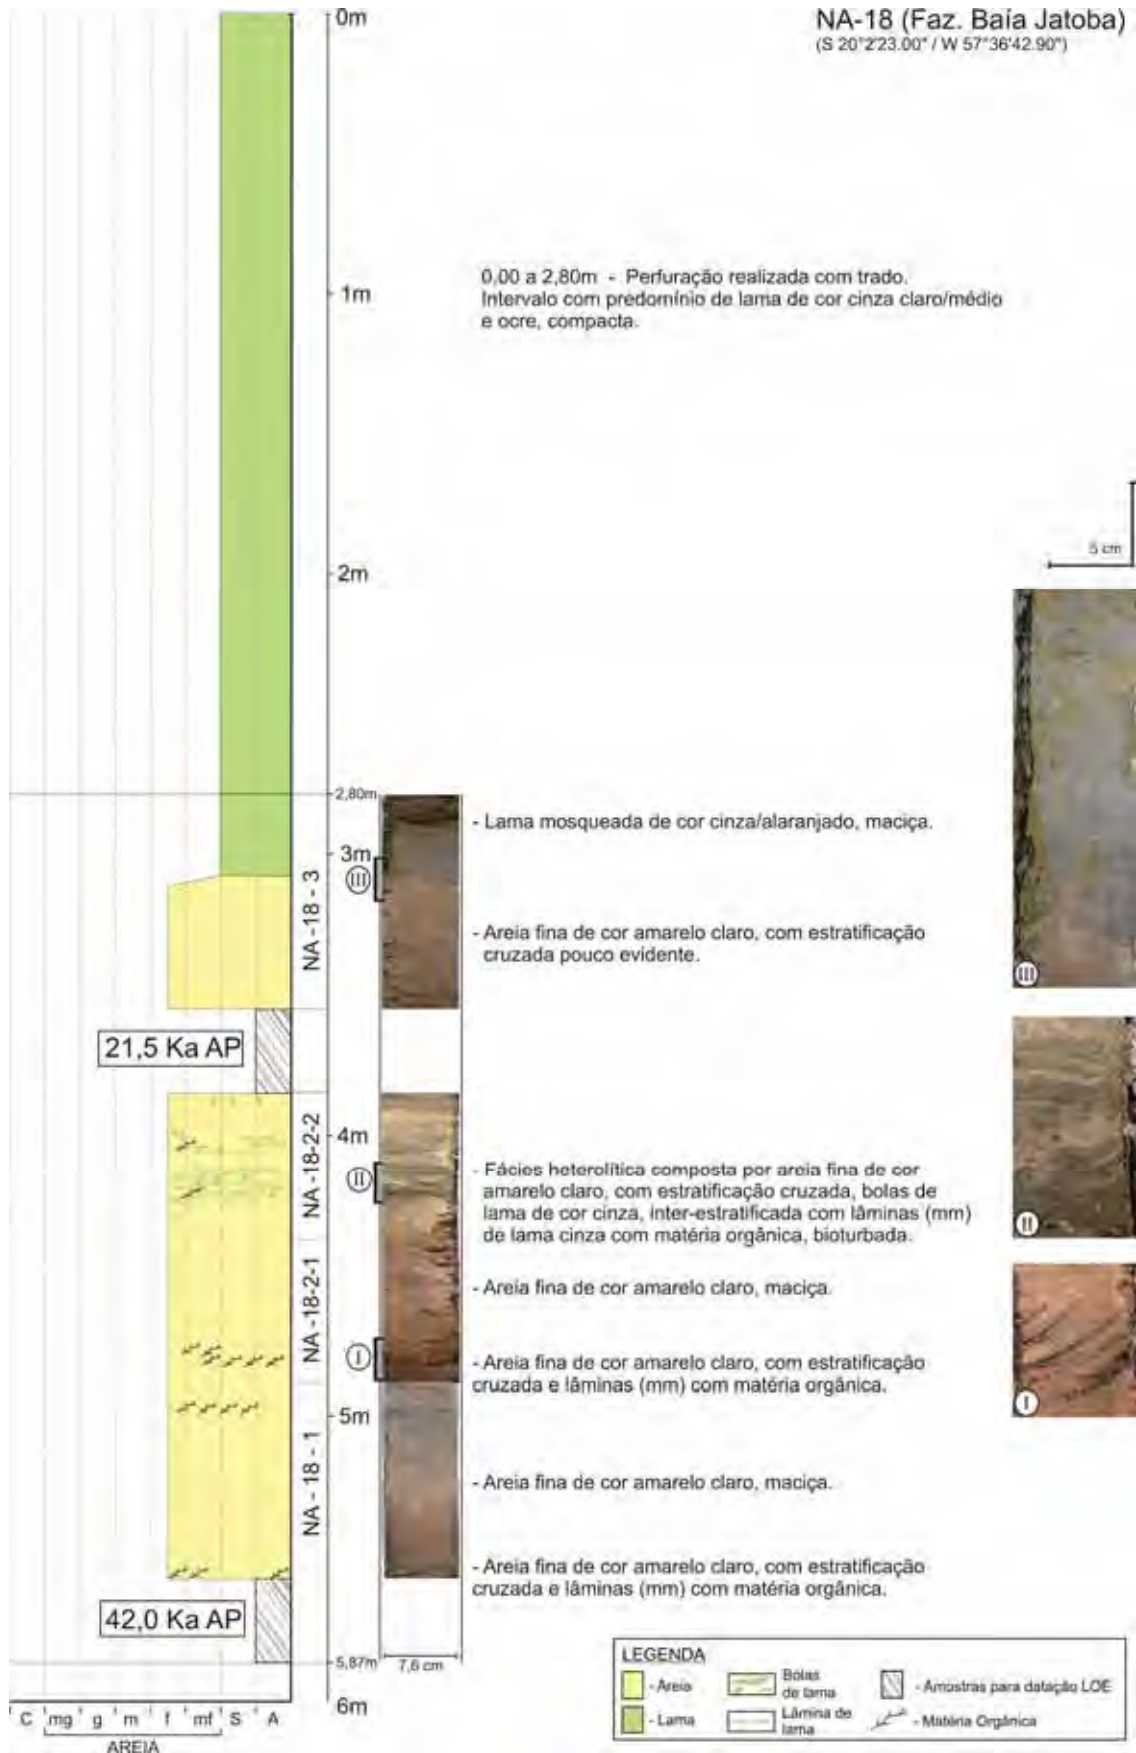 NA-18 (Faz. Baía Jatoba)
(S 20°2'23.00" / W 57°36'42.90")
0m
0,00 a 2,80m - Perfuração realizada com trado.
Intervalo com predomínio de lama de cor cinza claro/médio
e ocre, compacta.
1m
5 cm
2m
2,80m
- Lama mosqueada de cor cinza/alaranjado, maciça.
3m
III
NA - 18 - 3
- Areia fina de cor amarelo claro, com estratificação
cruzada pouco evidente.
III
21,5 Ka AP
NA -18-2-2
4m
II
- Fácies heterolítica composta por areia fina de cor
amarelo claro, com estratificação cruzada, bolas de
lama de cor cinza, inter-estratificada com lâminas (mm)
de lama cinza com matéria orgânica, bioturbada.
II
NA -18-2-1
- Areia fina de cor amarelo claro, maciça.
I
- Areia fina de cor amarelo claro, com estratificação
cruzada e lâminas (mm) com matéria orgânica.
I
5m
NA - 18 - 1
- Areia fina de cor amarelo claro, maciça.
- Areia fina de cor amarelo claro, com estratificação
cruzada e lâminas (mm) com matéria orgânica.
42,0 Ka AP
5,87m
7,6 cm
6m
C mg g m f mf S A
AREIA
LEGENDA
- Areia
Bolas
de lama
- Amostras para datação LOE
- Lama
Lâmina de
lama
- Matéria Orgânica